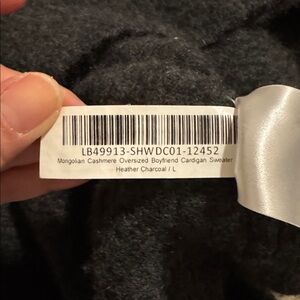 LB49913-SHWDC01-12452
Mongolian Cashmere Oversized Boyfriend Cardigan Sweater
Heather Charcoal / L